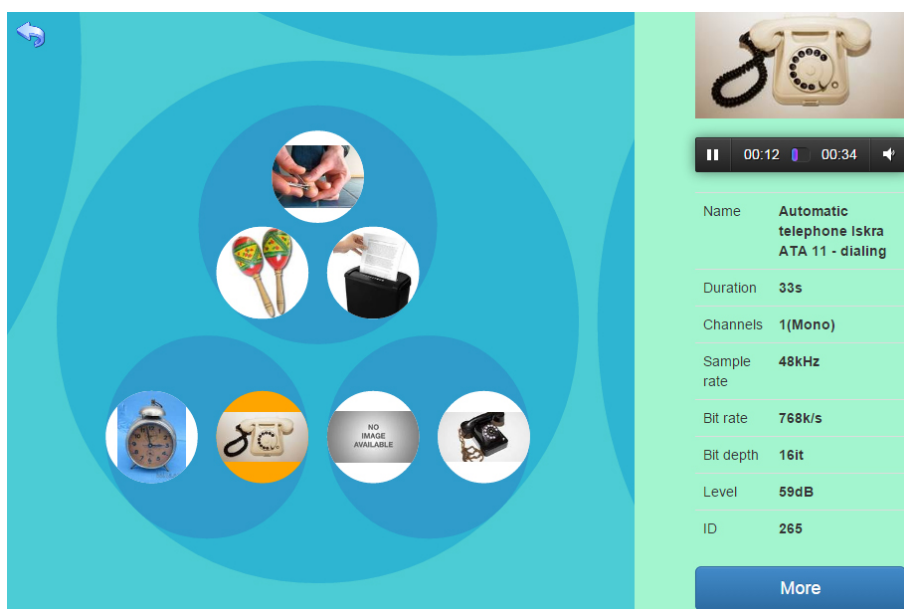 NO
IMAGE
AVAILABLE
00:12 00:34
Name Automatic
telephone Iskra
ATA 11 - dialing
Duration 33s
Channels 1(Mono)
Sample 48kHz
rate
Bit rate 768k/s
Bit depth 16it
Level 59dB
ID 265
More